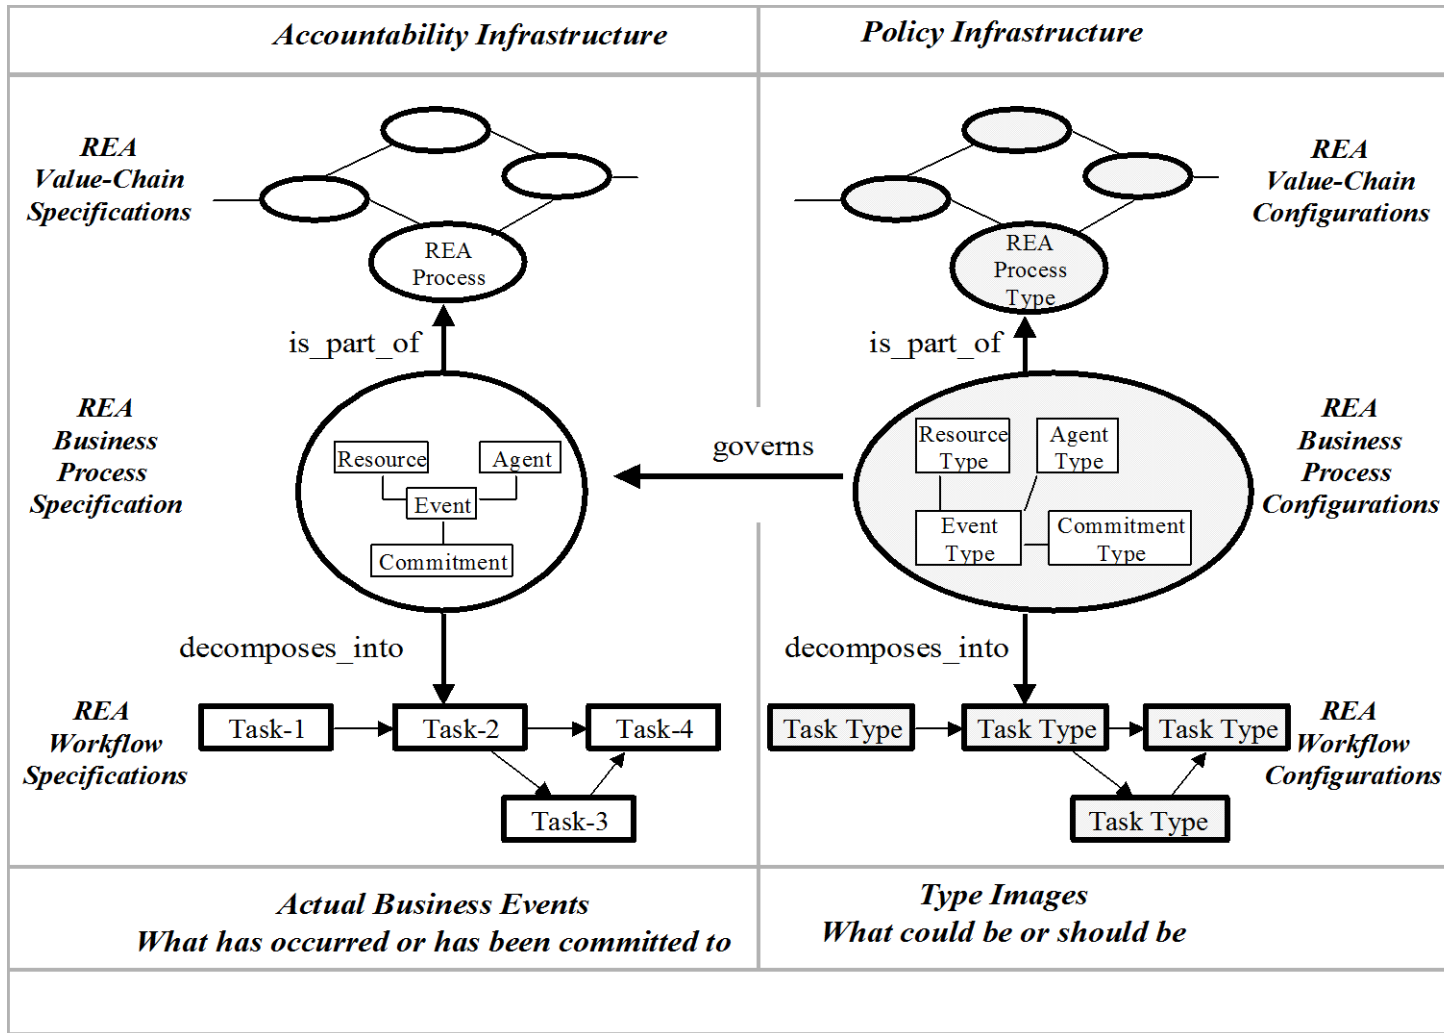 Accountability Infrastructure
Policy Infrastructure
REA
Value-Chain
Specifications
REA
Process
REA
Process
Type
REA
Value-Chain
Configurations
is_part_of
is_part_of
REA
Business
Process
Specification
Resource
Agent
Event
Commitment
governs
Resource
Type
Agent
Type
Event
Type
Commitment
Type
REA
Business
Process
Configurations
decomposes_into
decomposes_into
REA
Workflow
Specifications
Task-1
Task-2
Task-4
Task-3
Task Type
Task Type
Task Type
Task Type
REA
Workflow
Configurations
Actual Business Events
What has occurred or has been committed to
Type Images
What could be or should be